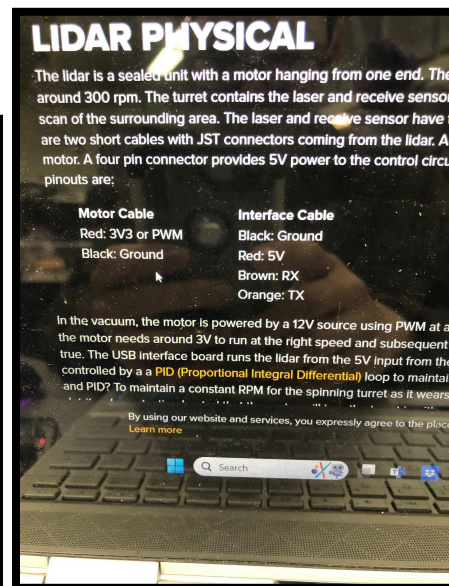 LIDAR PHYSICAL
The lidar is a sealed unit with a motor hanging from one end. The
around 300 rpm. The turret contains the laser and receive sensor
scan of the surrounding area. The laser and receive sensor have
are two short cables with JST connectors coming from the lidar. A
motor. A four pin connector provides 5V power to the control circu
pinouts are:
Motor Cable
Red: 3V3 or PWM
Black: Ground
Interface Cable
Black: Ground
Red: 5V
Brown: RX
Orange: TX
In the vacuum, the motor is powered by a 12V source using PWM at a
the motor needs around 3V to run at the right speed and subsequent
true. The USB interface board runs the lidar from the 5V input from the
controlled by a a PID (Proportional Integral Differential) loop to maintai
and PID? To maintain a constant RPM for the spinning turret as it wears
By using our website and services, you expressly agree to the plac
Learn more
Search